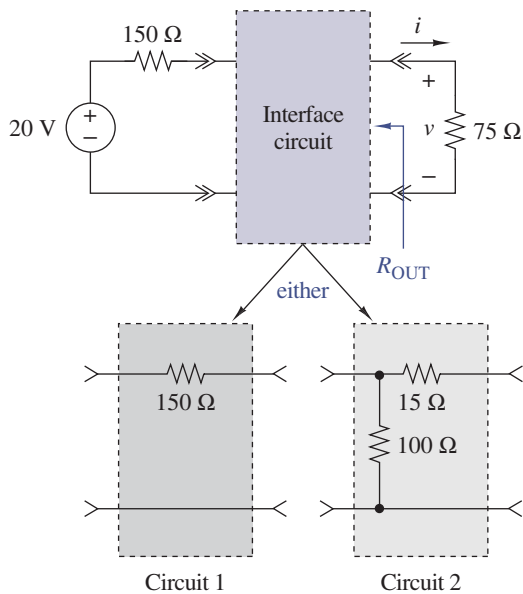 150 Ω
i
+
+
−
20 V
Interface
circuit
v
75 Ω
−
R_OUT
either
150 Ω
15 Ω
100 Ω
Circuit 1
Circuit 2